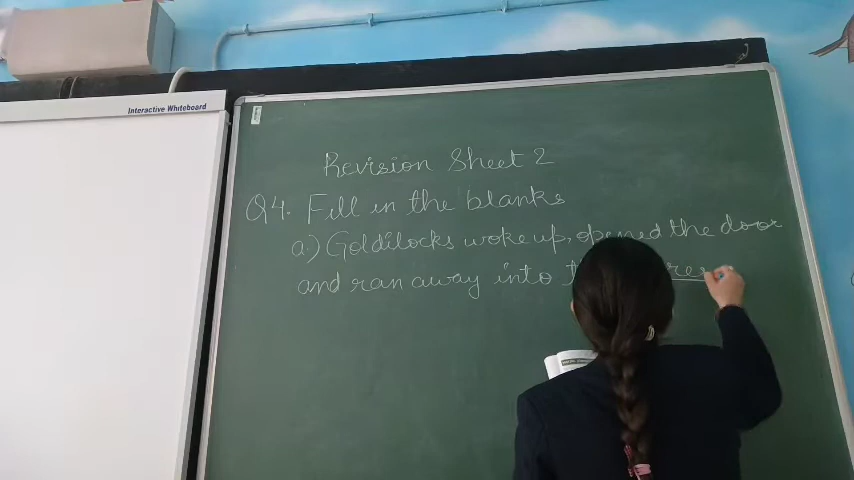 Interactive Whiteboard
Revision Sheet 2
Q4. Fill in the blanks
a) Goldilocks woke up, opened the door
and ran away into